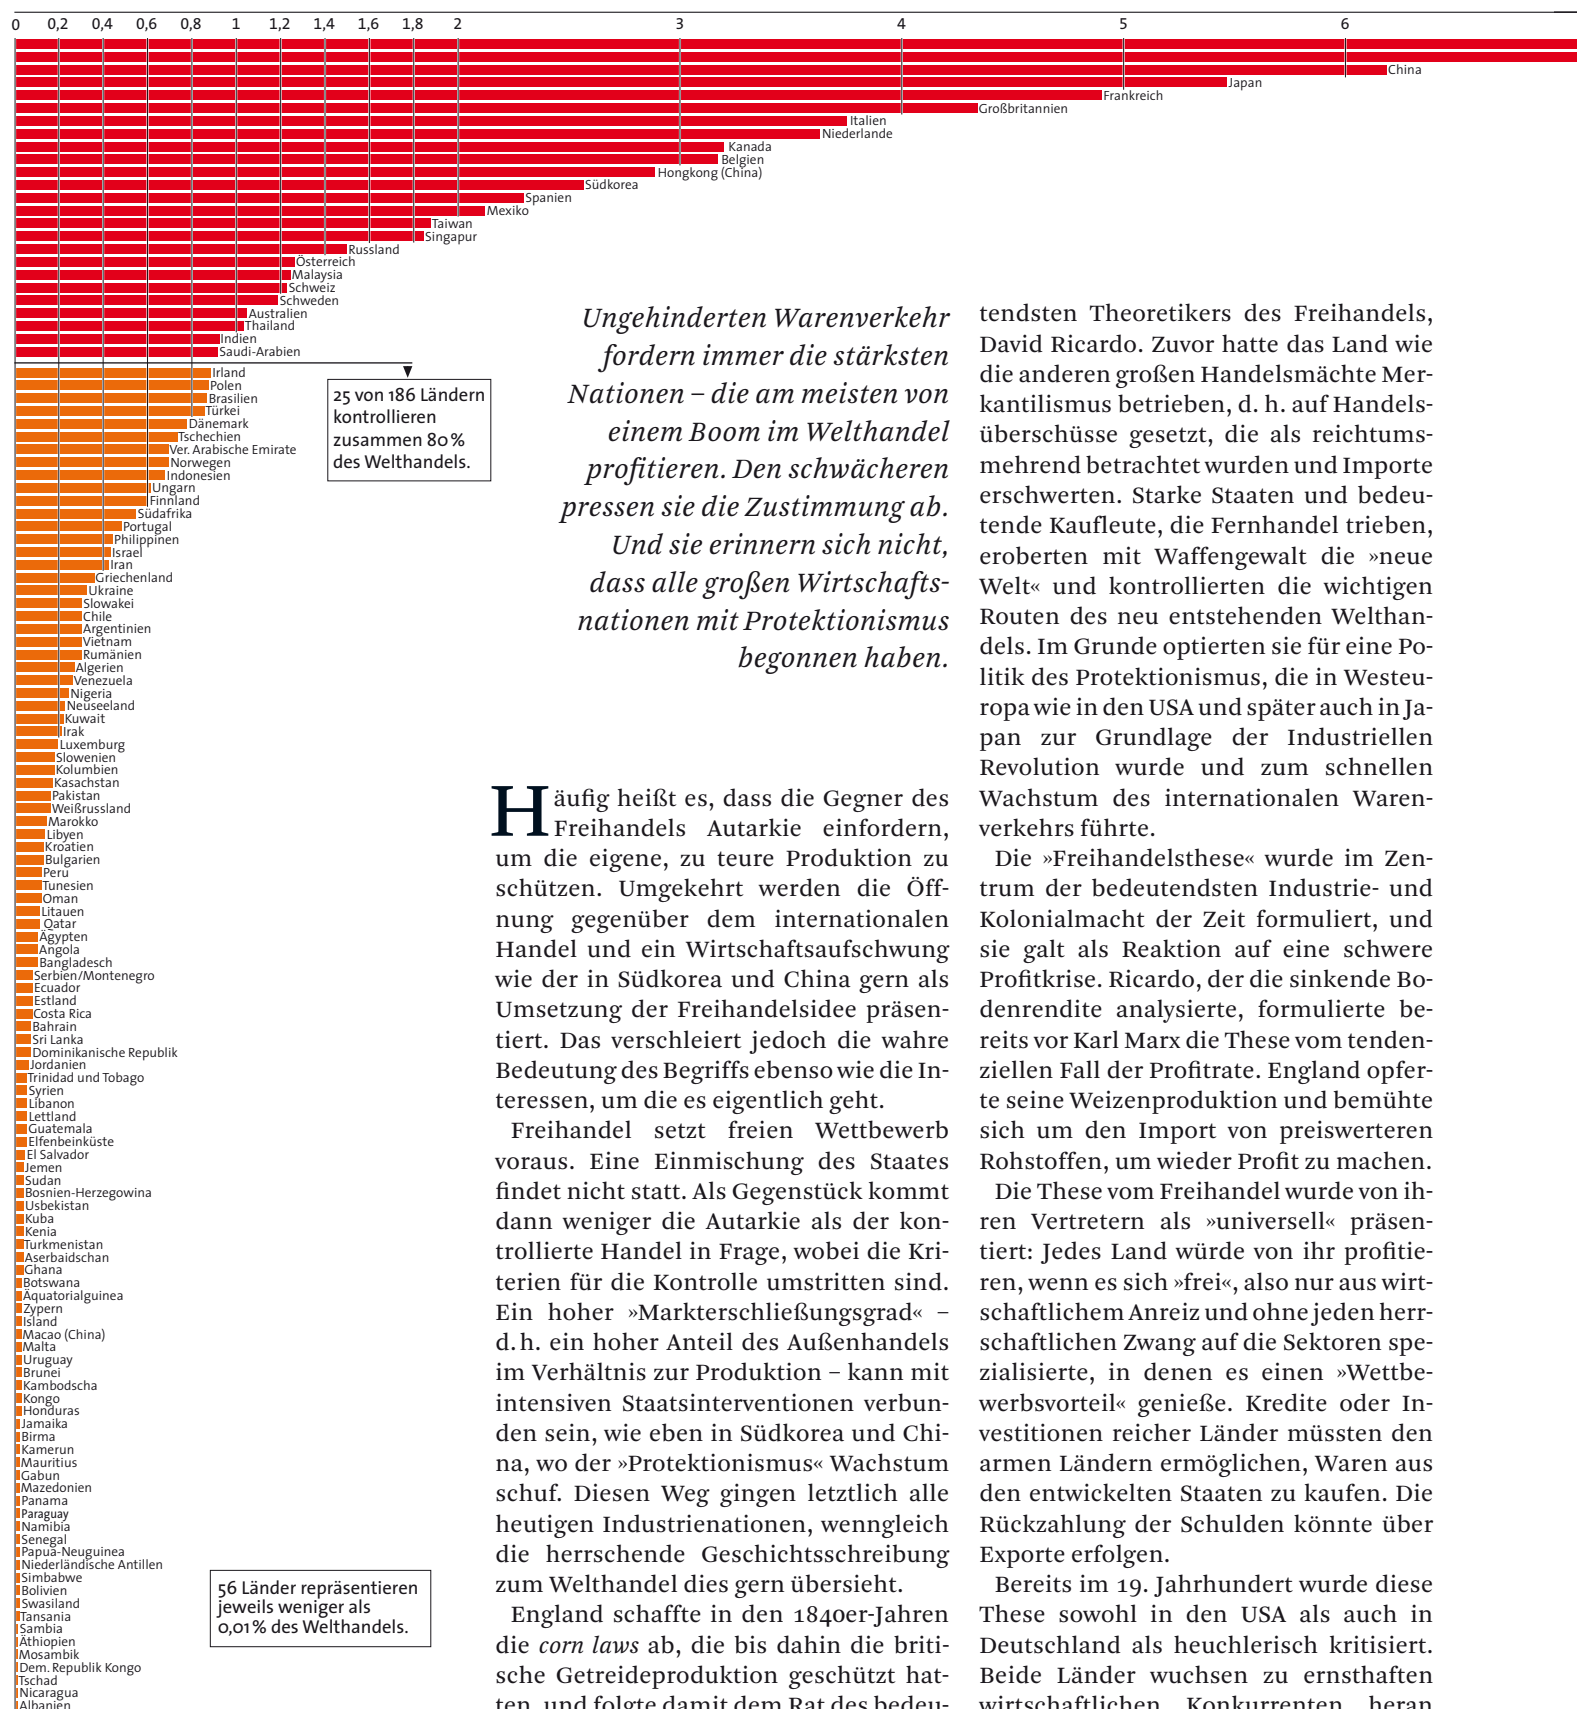 0 0,2 0,4 0,6 0,8 1 1,2 1,4 1,6 1,8 2 3 4 5 6
China
Japan
Frankreich
Großbritannien
Italien
Niederlande
Kanada
Belgien
Hongkong (China)
Südkorea
Spanien
Mexiko
Taiwan
Singapur
Russland
Österreich
Malaysia
Schweiz
Schweden
Australien
Thailand
Indien
Saudi-Arabien
Irland
Polen
Brasilien
Türkei
Dänemark
Tschechien
Ver. Arabische Emirate
Norwegen
Indonesien
Ungarn
Finnland
Südafrika
Portugal
Philippinen
Israel
Iran
Griechenland
Ukraine
Slowakei
Chile
Argentinien
Vietnam
Rumänien
Algerien
Venezuela
Nigeria
Neuseeland
Kuwait
Irak
Luxemburg
Slowenien
Kolumbien
Kasachstan
Pakistan
Weißrussland
Marokko
Libyen
Kroatien
Bulgarien
Peru
Tunesien
Oman
Litauen
Qatar
Ägypten
Angola
Bangladesch
Serbien/Montenegro
Ecuador
Estland
Costa Rica
Bahrain
Sri Lanka
Dominikanische Republik
Jordanien
Trinidad und Tobago
Syrien
Libanon
Lettland
Guatemala
Elfenbeinküste
El Salvador
Jemen
Sudan
Bosnien-Herzegowina
Usbekistan
Kuba
Kenia
Turkmenistan
Aserbaidschan
Ghana
Botswana
Äquatorialguinea
Zypern
Island
Macao (China)
Malta
Uruguay
Brunei
Kambodscha
Kongo
Honduras
Jamaika
Birma
Kamerun
Mauritius
Gabun
Mazedonien
Panama
Paraguay
Namibia
Senegal
Papua-Neuguinea
Niederländische Antillen
Simbabwe
Bolivien
Swasiland
Tansania
Sambia
Äthiopien
Mosambik
Dem. Republik Kongo
Tschad
Nicaragua
Albanien
25 von 186 Ländern
kontrollieren
zusammen 80 %
des Welthandels.
56 Länder repräsentieren
jeweils weniger als
0,01 % des Welthandels.
Ungehinderten Warenverkehr
fordern immer die stärksten
Nationen – die am meisten von
einem Boom im Welthandel
profitieren. Den schwächeren
pressen sie die Zustimmung ab.
Und sie erinnern sich nicht,
dass alle großen Wirtschafts-
nationen mit Protektionismus
begonnen haben.
Häufig heißt es, dass die Gegner des
Freihandels Autarkie einfordern,
um die eigene, zu teure Produktion zu
schützen. Umgekehrt werden die Öff-
nung gegenüber dem internationalen
Handel und ein Wirtschaftsaufschwung
wie der in Südkorea und China gern als
Umsetzung der Freihandelsidee präsen-
tiert. Das verschleiert jedoch die wahre
Bedeutung des Begriffs ebenso wie die In-
teressen, um die es eigentlich geht.
Freihandel setzt freien Wettbewerb
voraus. Eine Einmischung des Staates
findet nicht statt. Als Gegenstück kommt
dann weniger die Autarkie als der kon-
trollierte Handel in Frage, wobei die Kri-
terien für die Kontrolle umstritten sind.
Ein hoher »Markterschließungsgrad« –
d. h. ein hoher Anteil des Außenhandels
im Verhältnis zur Produktion – kann mit
intensiven Staatsinterventionen verbun-
den sein, wie eben in Südkorea und Chi-
na, wo der »Protektionismus« Wachstum
schuf. Diesen Weg gingen letztlich alle
heutigen Industrienationen, wenngleich
die herrschende Geschichtsschreibung
zum Welthandel dies gern übersieht.
England schaffte in den 1840er-Jahren
die corn laws ab, die bis dahin die briti-
sche Getreideproduktion geschützt hat-
ten, und folgte damit dem Rat des bedeu-
tendsten Theoretikers des Freihandels,
David Ricardo. Zuvor hatte das Land wie
die anderen großen Handelsmächte Mer-
kantilismus betrieben, d. h. auf Handels-
überschüsse gesetzt, die als reichtums-
mehrend betrachtet wurden und Importe
erschwerten. Starke Staaten und bedeu-
tende Kaufleute, die Fernhandel trieben,
eroberten mit Waffengewalt die »neue
Welt« und kontrollierten die wichtigen
Routen des neu entstehenden Welthan-
dels. Im Grunde optierten sie für eine Po-
litik des Protektionismus, die in Westeu-
ropa wie in den USA und später auch in Ja-
pan zur Grundlage der Industriellen
Revolution wurde und zum schnellen
Wachstum des internationalen Waren-
verkehrs führte.
Die »Freihandelsthese« wurde im Zen-
trum der bedeutendsten Industrie- und
Kolonialmacht der Zeit formuliert, und
sie galt als Reaktion auf eine schwere
Profitkrise. Ricardo, der die sinkende Bo-
denrendite analysierte, formulierte be-
reits vor Karl Marx die These vom tenden-
ziellen Fall der Profitrate. England opfer-
te seine Weizenproduktion und bemühte
sich um den Import von preiswerteren
Rohstoffen, um wieder Profit zu machen.
Die These vom Freihandel wurde von ih-
ren Vertretern als »universell« präsen-
tiert: Jedes Land würde von ihr profitie-
ren, wenn es sich »frei«, also nur aus wirt-
schaftlichem Anreiz und ohne jeden herr-
schaftlichen Zwang auf die Sektoren spe-
zialisierte, in denen es einen »Wettbe-
werbsvorteil« genieße. Kredite oder In-
vestitionen reicher Länder müssten den
armen Ländern ermöglichen, Waren aus
den entwickelten Staaten zu kaufen. Die
Rückzahlung der Schulden könnte über
Exporte erfolgen.
Bereits im 19. Jahrhundert wurde diese
These sowohl in den USA als auch in
Deutschland als heuchlerisch kritisiert.
Beide Länder wuchsen zu ernsthaften
wirtschaftlichen Konkurrenten heran